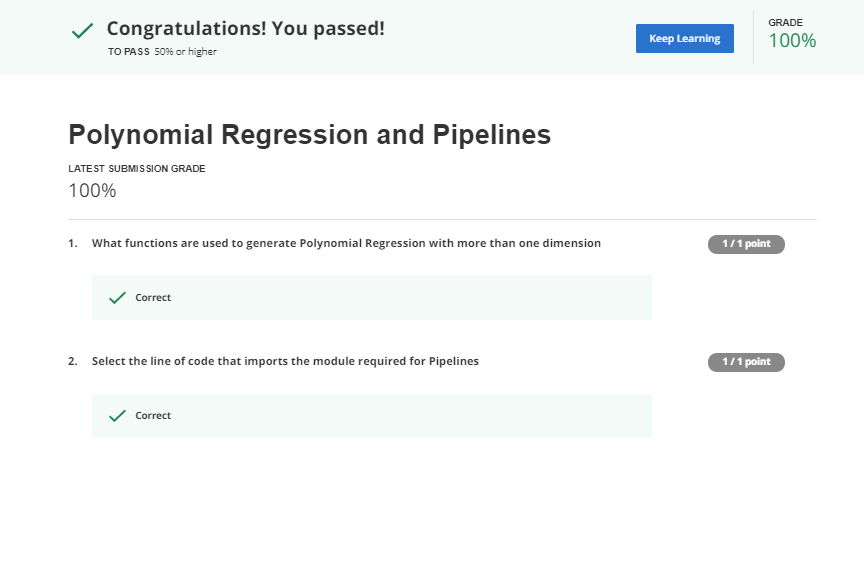 Congratulations! You passed!
TO PASS 50% or higher
Keep Learning
GRADE
100%
Polynomial Regression and Pipelines
LATEST SUBMISSION GRADE
100%
1. What functions are used to generate Polynomial Regression with more than one dimension
1 / 1 point
Correct
2. Select the line of code that imports the module required for Pipelines
1 / 1 point
Correct